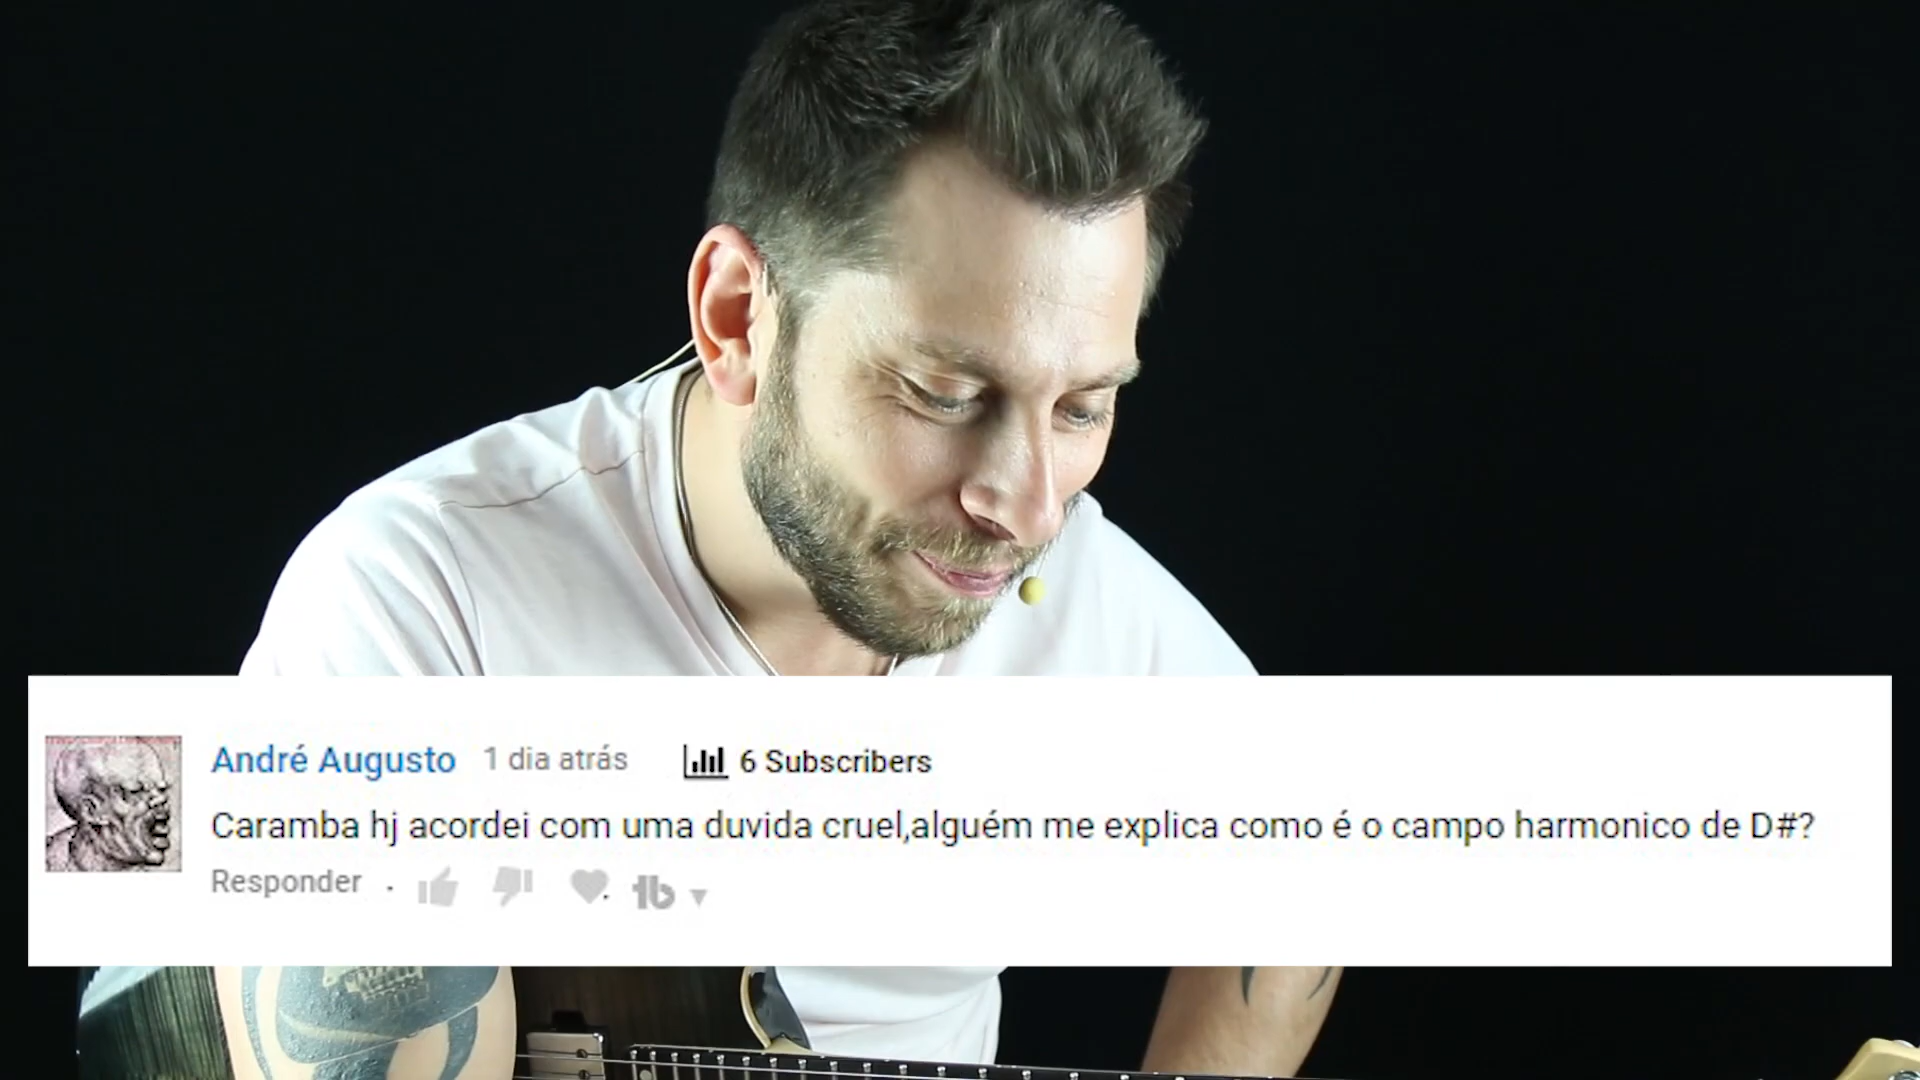 André Augusto 1 dia atrás 6 Subscribers
Caramba hj acordei com uma duvida cruel,alguém me explica como é o campo harmonico de D#?
Responder .